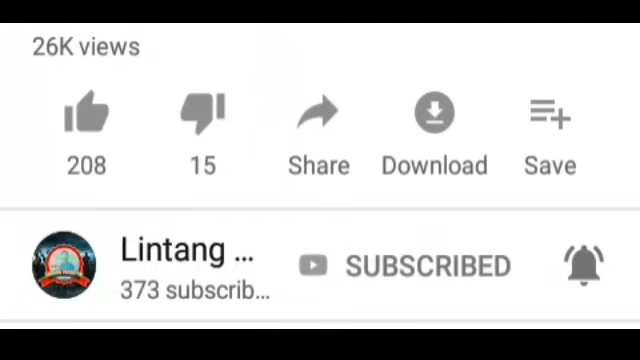 26K views
208 15 Share Download Save
Lintang ...
SUBSCRIBED
373 subscrib...